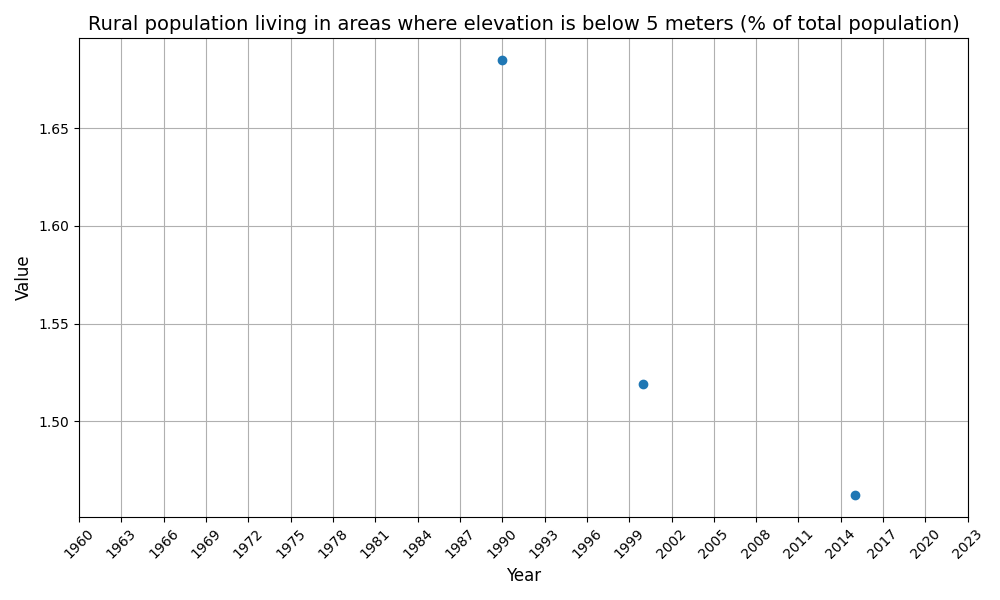 Rural population living in areas where elevation is below 5 meters (% of total population)
Value
1.65
1.60
1.55
1.50
1960 1963 1966 1969 1972 1975 1978 1981 1984 1987 1990 1993 1996 1999 2002 2005 2008 2011 2014 2017 2020 2023
Year